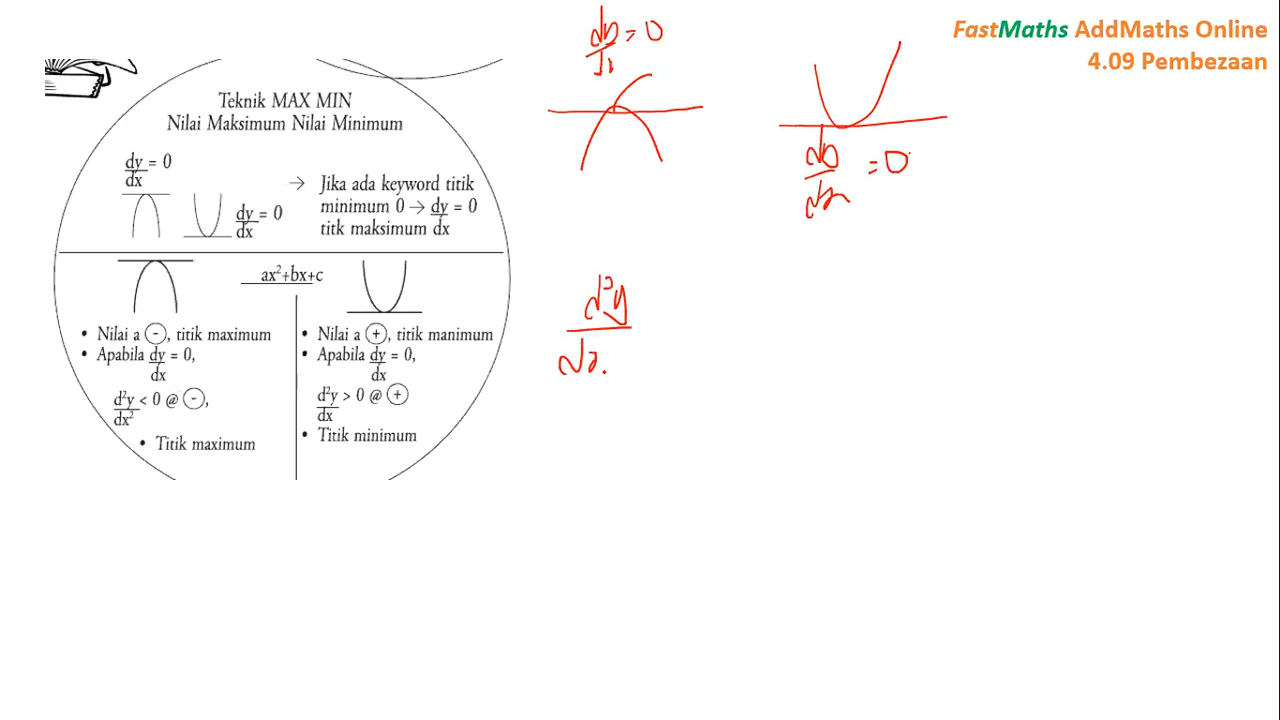 FastMaths AddMaths Online
4.09 Pembezaan
Teknik MAX MIN
Nilai Maksimum Nilai Minimum
dy/dx = 0
dy/dx = 0
→ Jika ada keyword titik
minimum 0 → dy/dx = 0
titk maksimum
ax²+bx+c
• Nilai a (-), titik maximum
• Apabila dy/dx = 0,
d²y/dx² < 0 @ (-),
• Titik maximum
• Nilai a (+), titik manimum
• Apabila dy/dx = 0,
d²y/dx > 0 @ (+)
• Titik minimum
dy/dx = 0
dy/dx = 0
d²y/dx